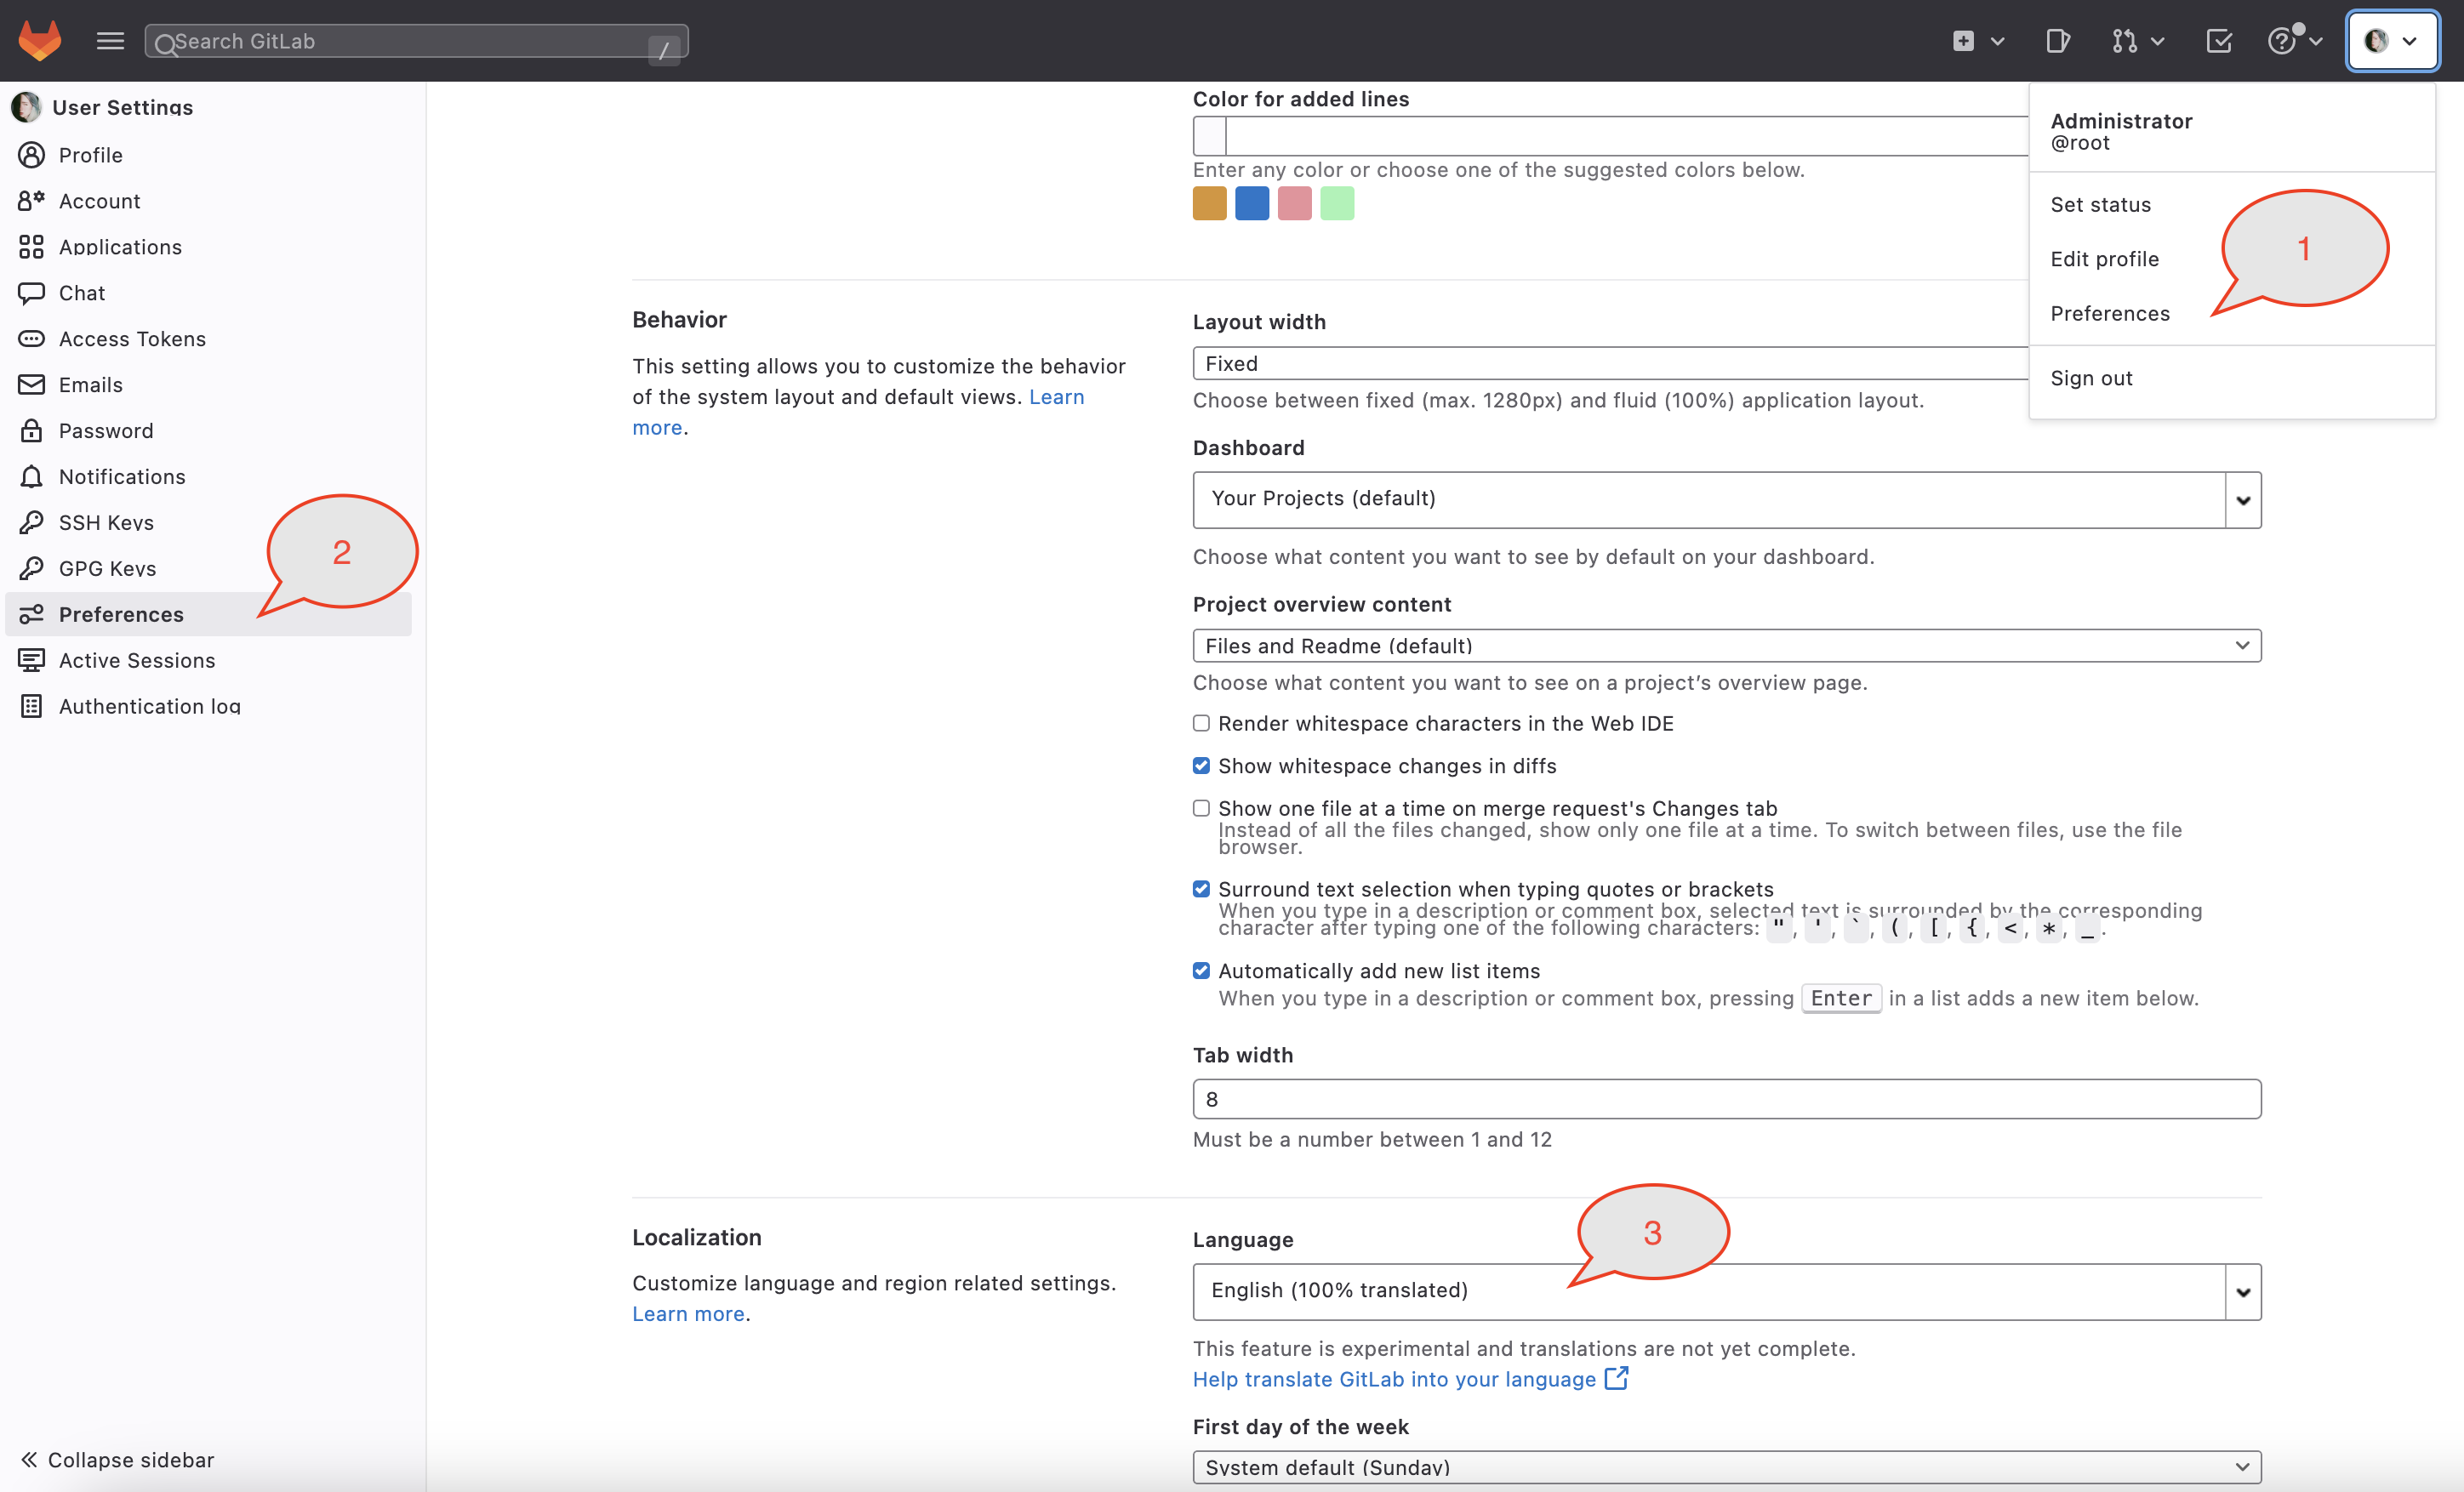 Search GitLab
/
User Settings
Profile
Account
Applications
Chat
Access Tokens
Emails
Password
Notifications
SSH Keys
GPG Keys
Preferences
Active Sessions
Authentication log
Collapse sidebar
2
Color for added lines
Enter any color or choose one of the suggested colors below.
Behavior
This setting allows you to customize the behavior
of the system layout and default views. Learn
more.
Layout width
Fixed
Choose between fixed (max. 1280px) and fluid (100%) application layout.
Dashboard
Your Projects (default)
Choose what content you want to see by default on your dashboard.
Project overview content
Files and Readme (default)
Choose what content you want to see on a project’s overview page.
Render whitespace characters in the Web IDE
Show whitespace changes in diffs
Show one file at a time on merge request's Changes tab
Instead of all the files changed, show only one file at a time. To switch between files, use the file
browser.
Surround text selection when typing quotes or brackets
When you type in a description or comment box, selected text is surrounded by the corresponding
character after typing one of the following characters: ", ', `, (, [, {, <, *, _.
Automatically add new list items
When you type in a description or comment box, pressing Enter in a list adds a new item below.
Tab width
8
Must be a number between 1 and 12
Localization
Customize language and region related settings.
Learn more.
Language
3
English (100% translated)
This feature is experimental and translations are not yet complete.
Help translate GitLab into your language
First day of the week
System default (Sunday)
Administrator
@root
Set status
Edit profile
Preferences
Sign out
1